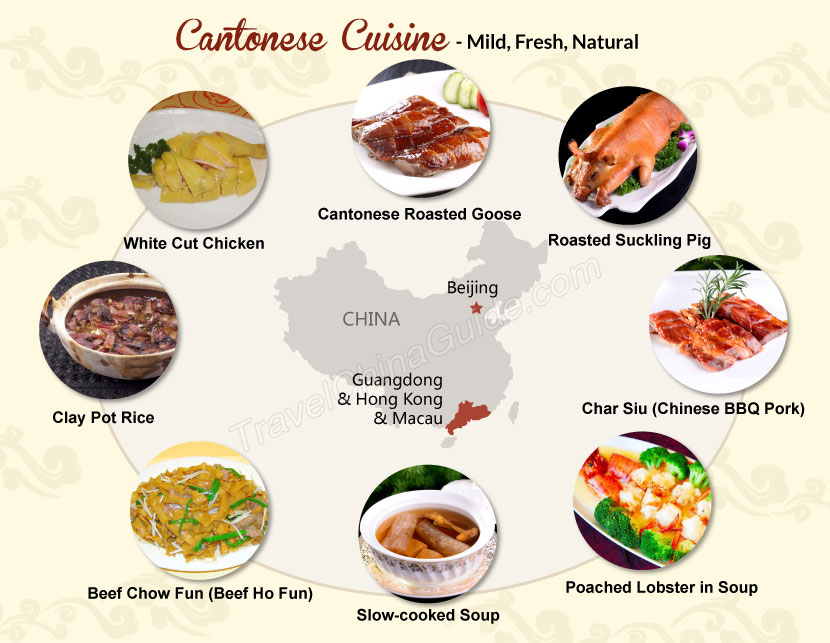 Cantonese Cuisine - Mild, Fresh, Natural
Cantonese Roasted Goose
White Cut Chicken
Roasted Suckling Pig
Beijing
CHINA
TravelChinaGuide.com
Guangdong
& Hong Kong
& Macau
Clay Pot Rice
Char Siu (Chinese BBQ Pork)
Beef Chow Fun (Beef Ho Fun)
Poached Lobster in Soup
Slow-cooked Soup